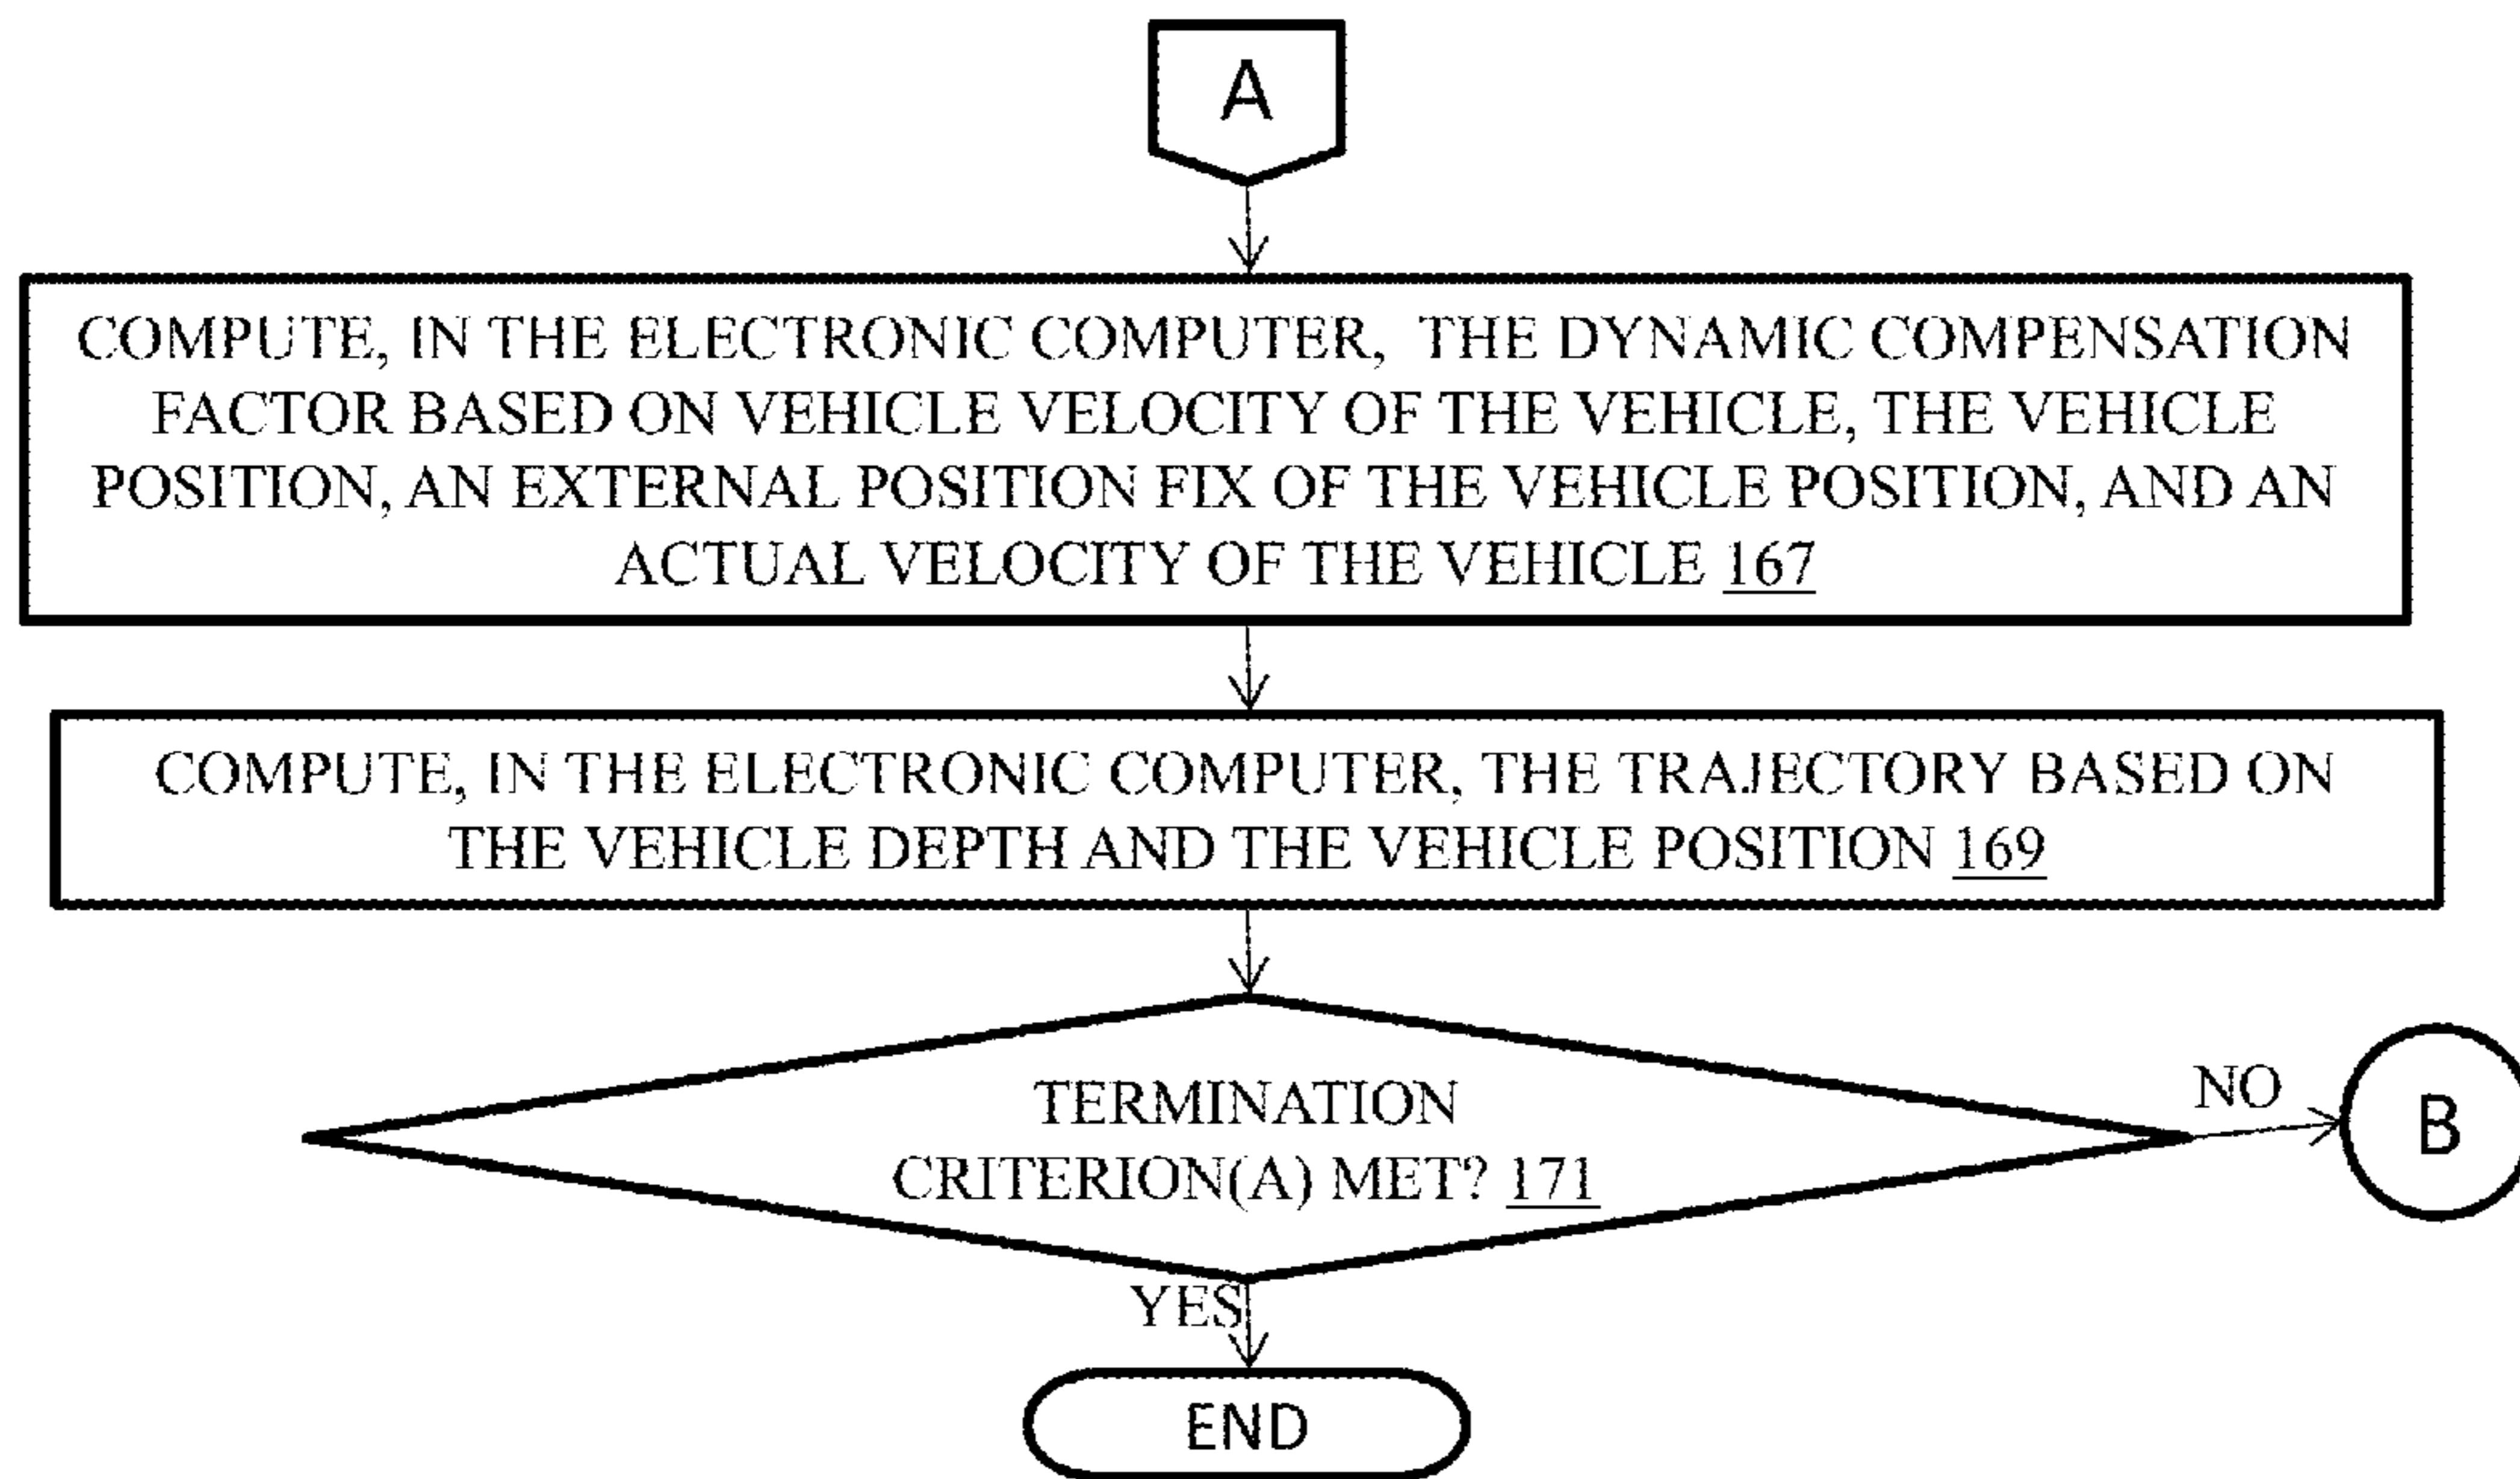 A
COMPUTE, IN THE ELECTRONIC COMPUTER, THE DYNAMIC COMPENSATION
FACTOR BASED ON VEHICLE VELOCITY OF THE VEHICLE, THE VEHICLE
POSITION, AN EXTERNAL POSITION FIX OF THE VEHICLE POSITION, AND AN
ACTUAL VELOCITY OF THE VEHICLE 167
COMPUTE, IN THE ELECTRONIC COMPUTER, THE TRAJECTORY BASED ON
THE VEHICLE DEPTH AND THE VEHICLE POSITION 169
TERMINATION
CRITERION(A) MET? 171
NO
B
YES
END